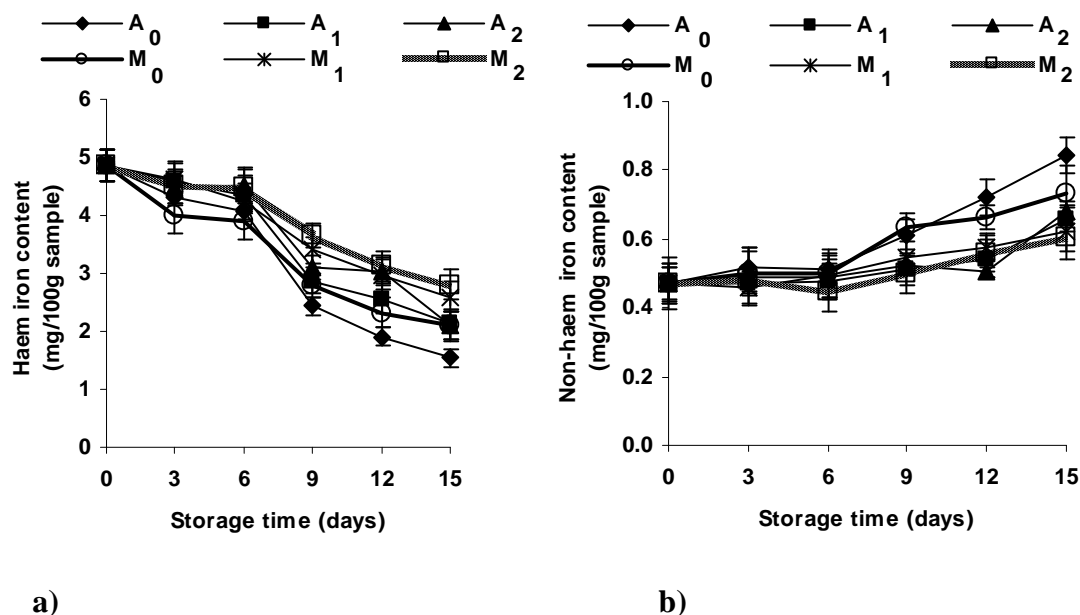 A0 A1 A2
M0 M1 M2
Haem iron content
(mg/100g sample)
6
5
4
3
2
1
0
0 3 6 9 12 15
Storage time (days)
a)
A0 A1 A2
M0 M1 M2
Non-haem iron content
(mg/100g sample)
1.0
0.8
0.6
0.4
0.2
0.0
0 3 6 9 12 15
Storage time (days)
b)